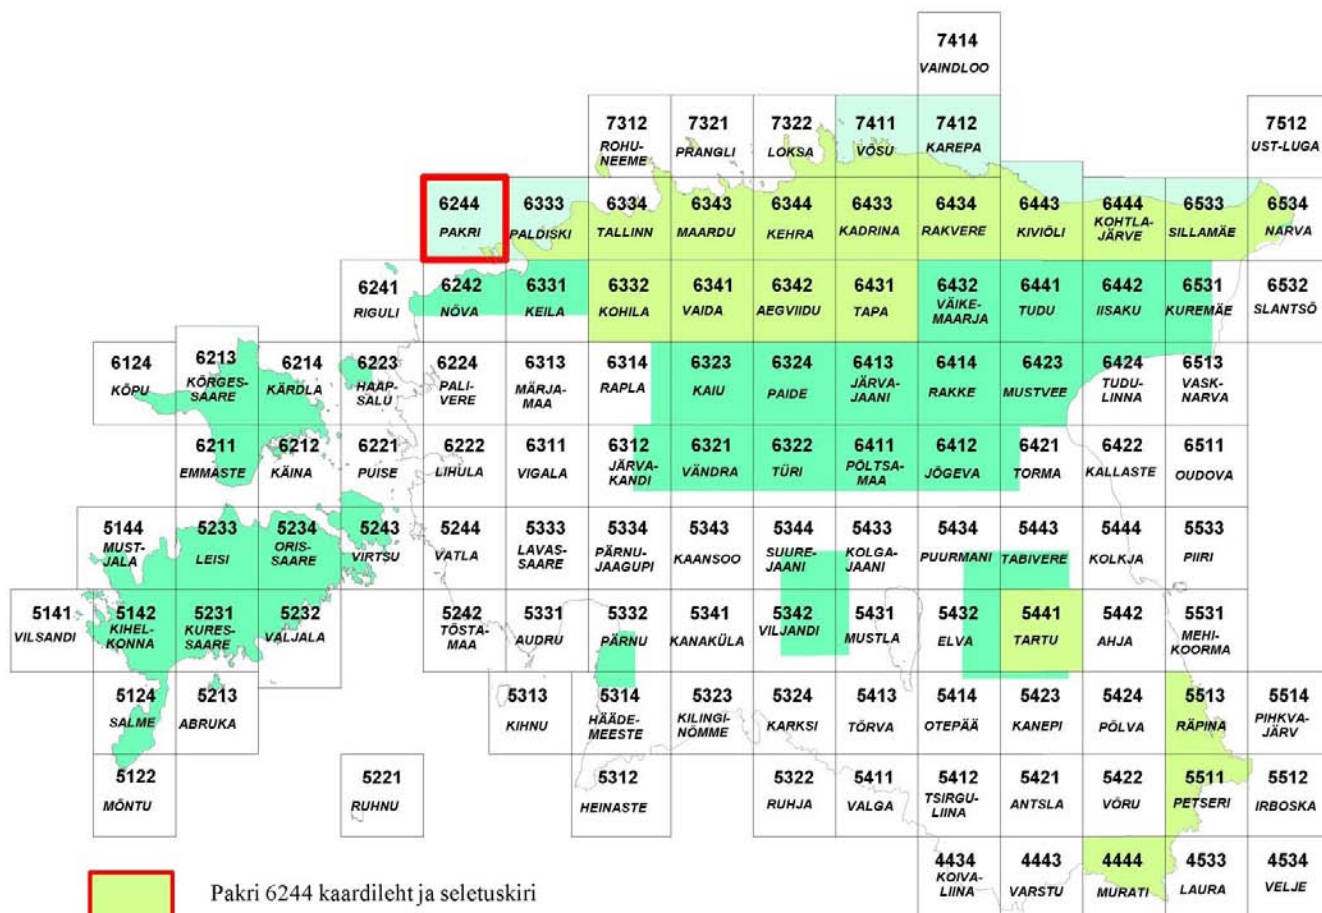 7414
VAINDLOO
7312 7321 7322 7411 7412 7512
ROHU- PRANGLI LOKSA VÕSU KAREPA UST-LUGA
NEEME
6244 6333 6334 6343 6344 6433 6434 6443 6444 6533 6534
PAKRI PALDISKI TALLINN MAARDU KEHRA KADRINA RAKVERE KIVIÕLI KOHTLA- SILLAMÄE NARVA
JÄRVE
6241 6242 6331 6332 6341 6342 6431 6432 6441 6442 6531 6532
RIGULI NÕVA KEILA KOHILA VAIDA AEGVIIDU TAPA VÄIKE- TUDU IISAKU KUREMÄE SLANTSÕ
MAARJA
6124 6213 6214 6223 6224 6313 6314 6323 6324 6413 6414 6423 6424 6513
KÕPU KÕRGES- KÄRDLA HAAP- PALI- MÄRJA- RAPLA KAIU PAIDE JÄRVA- RAKKE MUSTVEE TUDU- VASK-
SAARE SALU VERE MAA JAANI LINNA NARVA
6211 6212 6221 6222 6311 6312 6321 6322 6411 6412 6421 6422 6511
EMMASTE KÄINA PUISE LIHULA VIGALA JÄRVA- VÄNDRA TÜRI PÕLTSA- JÕGEVA TORMA KALLASTE OUDOVA
KANDI MAA
5144 5233 5234 5243 5244 5333 5334 5343 5344 5433 5434 5443 5444 5533
MUST- LEISI ORIS- VIRTSU VATLA LAVAS- PÄRNU- KAANSOO SUURE- KOLGA- PUURMANI TABIVERE KOLKJA PIIRI
JALA SAARE SAARE JAAGUPI JAANI JAANI
5141 5142 5231 5232 5242 5331 5332 5341 5342 5431 5432 5441 5442 5531
VILSANDI KIHEL- KURES- VALJALA TÕSTA- AUDRU PÄRNU KANAKÜLA VILJANDI MUSTLA ELVA TARTU AHJA MEHI-
KONNA SAARE MAA KOORMA
5124 5213 5313 5314 5323 5324 5413 5414 5423 5424 5513 5514
SALME ABRUKA KIHNU HÄÄDE- KILINGI- KARKSI TÕRVA OTEPÄÄ KANEPI PÕLVA RÄPINA PIHKVA-
MEESTE NÕMME JÄRV
5122 5221 5312 5322 5411 5412 5421 5422 5511 5512
MÕNTU RUHNU HEINASTE RUHJA VALGA TSIRGU- ANTSLA VÕRU PETSERI IRBOSKA
LIINA
4434 4443 4444 4533 4534
KOIVA- VARSTU MURATI LAURA VELJE
LIINA
Pakri 6244 kaardileht ja seletuskiri